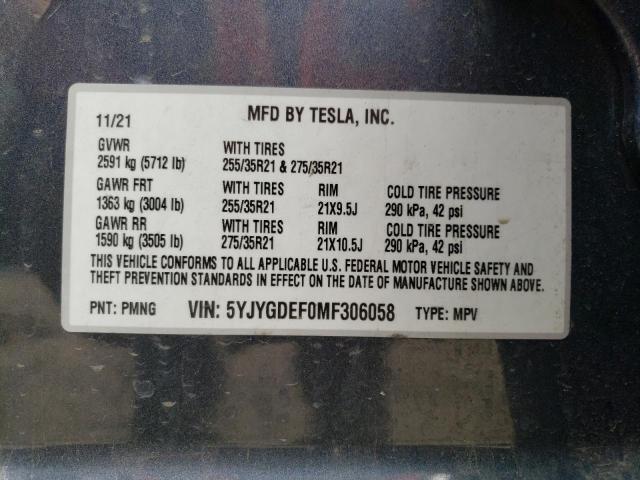 11/21 MFD BY TESLA, INC.
GVWR WITH TIRES
2591 kg (5712 lb) 255/35R21 & 275/35R21
GAWR FRT WITH TIRES RIM COLD TIRE PRESSURE
1363 kg (3004 lb) 255/35R21 21X9.5J 290 kPa, 42 psi
GAWR RR WITH TIRES RIM COLD TIRE PRESSURE
1590 kg (3505 lb) 275/35R21 21X10.5J 290 kPa, 42 psi
THIS VEHICLE CONFORMS TO ALL APPLICABLE U.S. FEDERAL MOTOR VEHICLE SAFETY AND
THEFT PREVENTION STANDARDS IN EFFECT ON THE DATE OF MANUFACTURE SHOWN ABOVE.
PNT: PMNG VIN: 5YJYGDEF0MF306058 TYPE: MPV